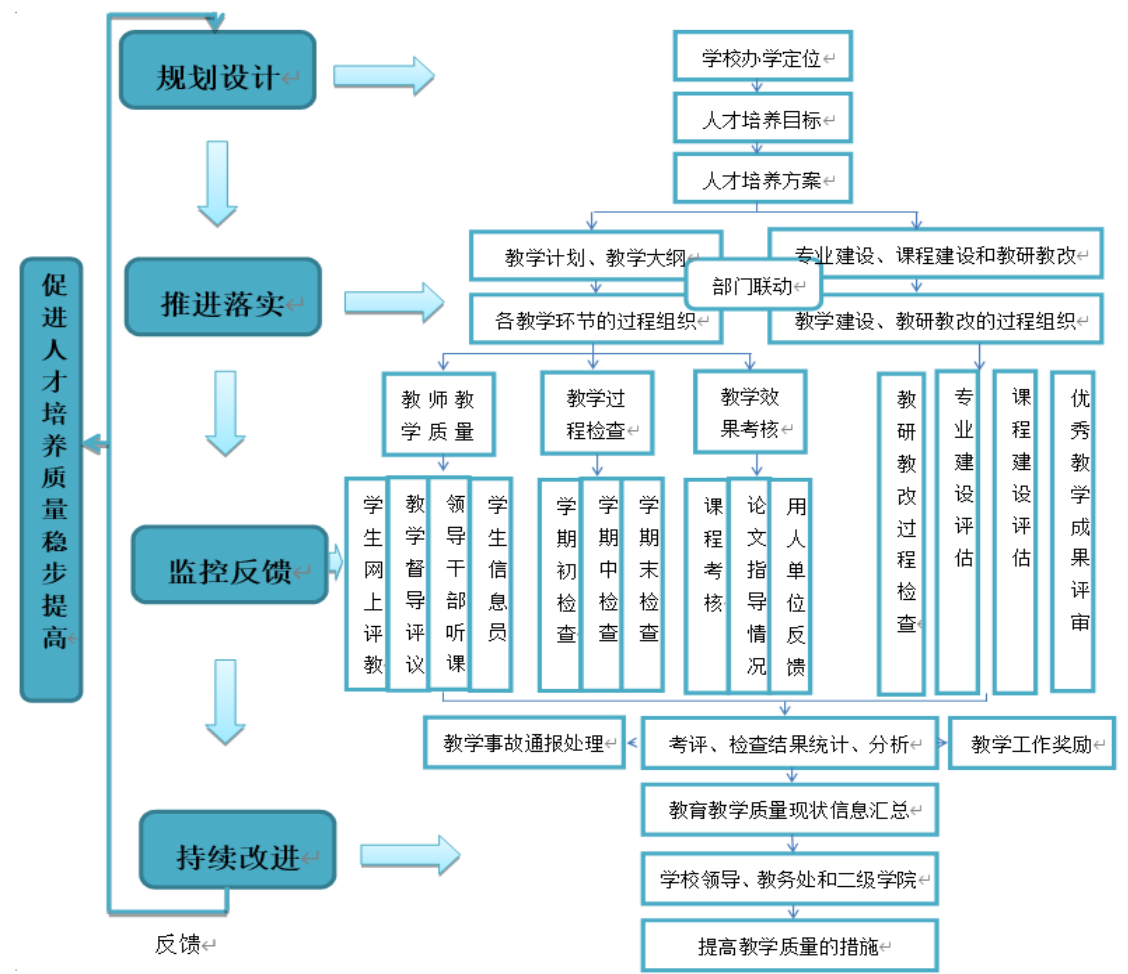 规划设计
学校办学定位
人才培养目标
人才培养方案
教学计划、教学大纲
专业建设、课程建设和教研教改
部门联动
推进落实
各教学环节的过程组织
教学建设、教研教改的过程组织
促进人才培养质量稳步提高
教师教
学质量
教学过
程检查
教学效
果考核
教研教改过程检查
专业建设评估
课程建设评估
优秀教学成果评审
监控反馈
学生网上评教
教学督导评议
领导干部听课
学生信息员
学期初检查
学期中检查
学期末检查
课程考核
论文指导情况
用人单位反馈
教学事故通报处理
考评、检查结果统计、分析
教学工作奖励
教育教学质量现状信息汇总
持续改进
学校领导、教务处和二级学院
反馈
提高教学质量的措施